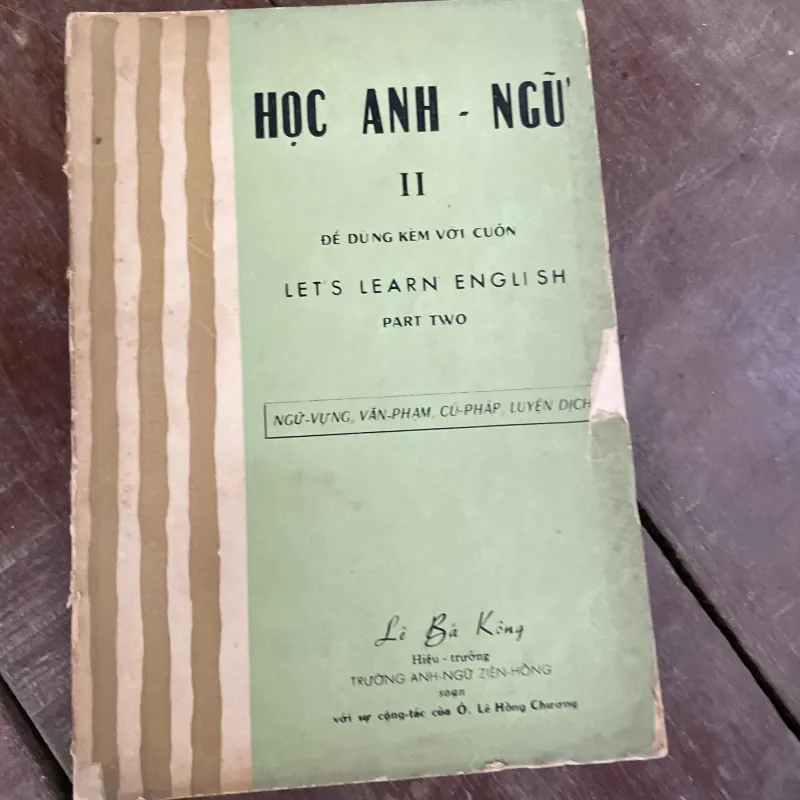 HỌC ANH - NGỮ
II
ĐỂ DÙNG KÈM VỚI CUỐN
LET'S LEARN ENGLISH
PART TWO
NGỮ-VỰNG, VĂN-PHẠM, CÚ-PHÁP, LUYỆN DỊCH
Lê Bá Kông
Hiệu - trưởng
TRƯỜNG ANH-NGỮ ZIÊN-HỒNG
soạn
với sự cộng-tác của Ô. Lê Hồng Chương